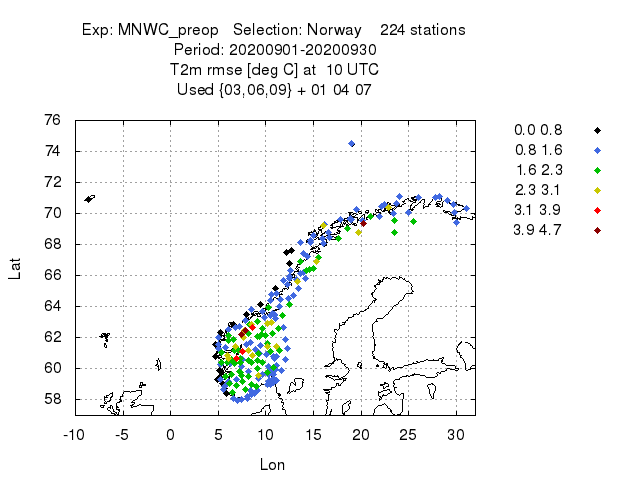 Exp: MNWC_preop   Selection: Norway    224 stations
Period: 20200901-20200930
T2m rmse [deg C] at  10 UTC
Used {03,06,09} + 01 04 07
76
74
72
70
68
66
64
62
60
58
Lat
-10 -5 0 5 10 15 20 25 30
Lon
0.0 0.8
0.8 1.6
1.6 2.3
2.3 3.1
3.1 3.9
3.9 4.7